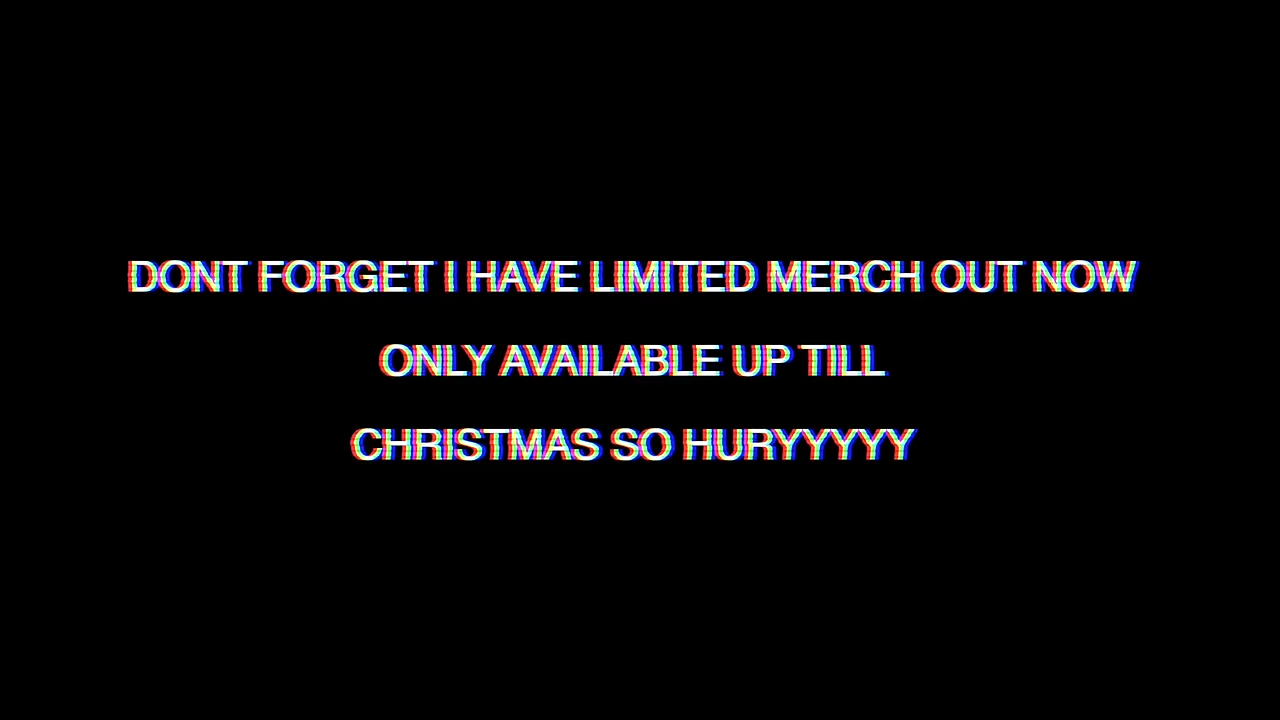 DONT FORGET I HAVE LIMITED MERCH OUT NOW
ONLY AVAILABLE UP TILL
CHRISTMAS SO HURYYYYY